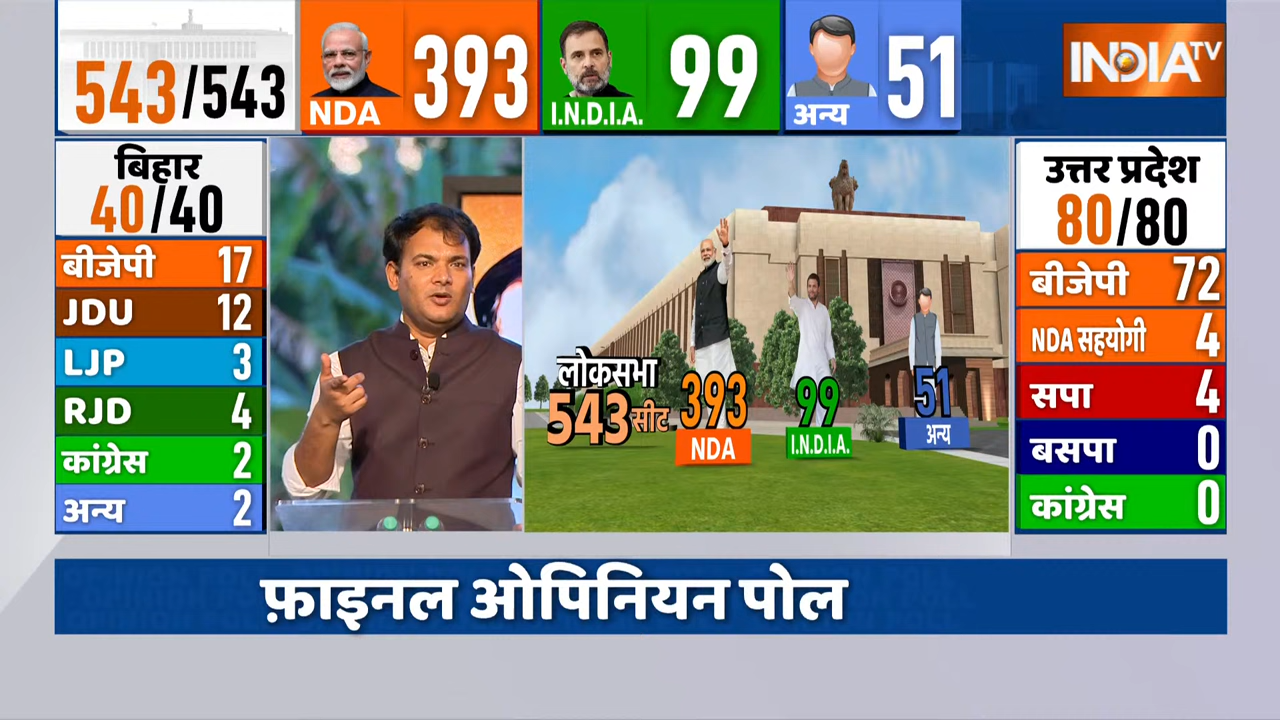 543/543
NDA 393
I.N.D.I.A. 99
अन्य 51
INDIA TV
बिहार
40/40
बीजेपी 17
JDU 12
LJP 3
RJD 4
कांग्रेस 2
अन्य 2
लोकसभा
543 सीट
393
NDA
99
I.N.D.I.A.
51
अन्य
उत्तर प्रदेश
80/80
बीजेपी 72
NDA सहयोगी 4
सपा 4
बसपा 0
कांग्रेस 0
फ़ाइनल ओपिनियन पोल